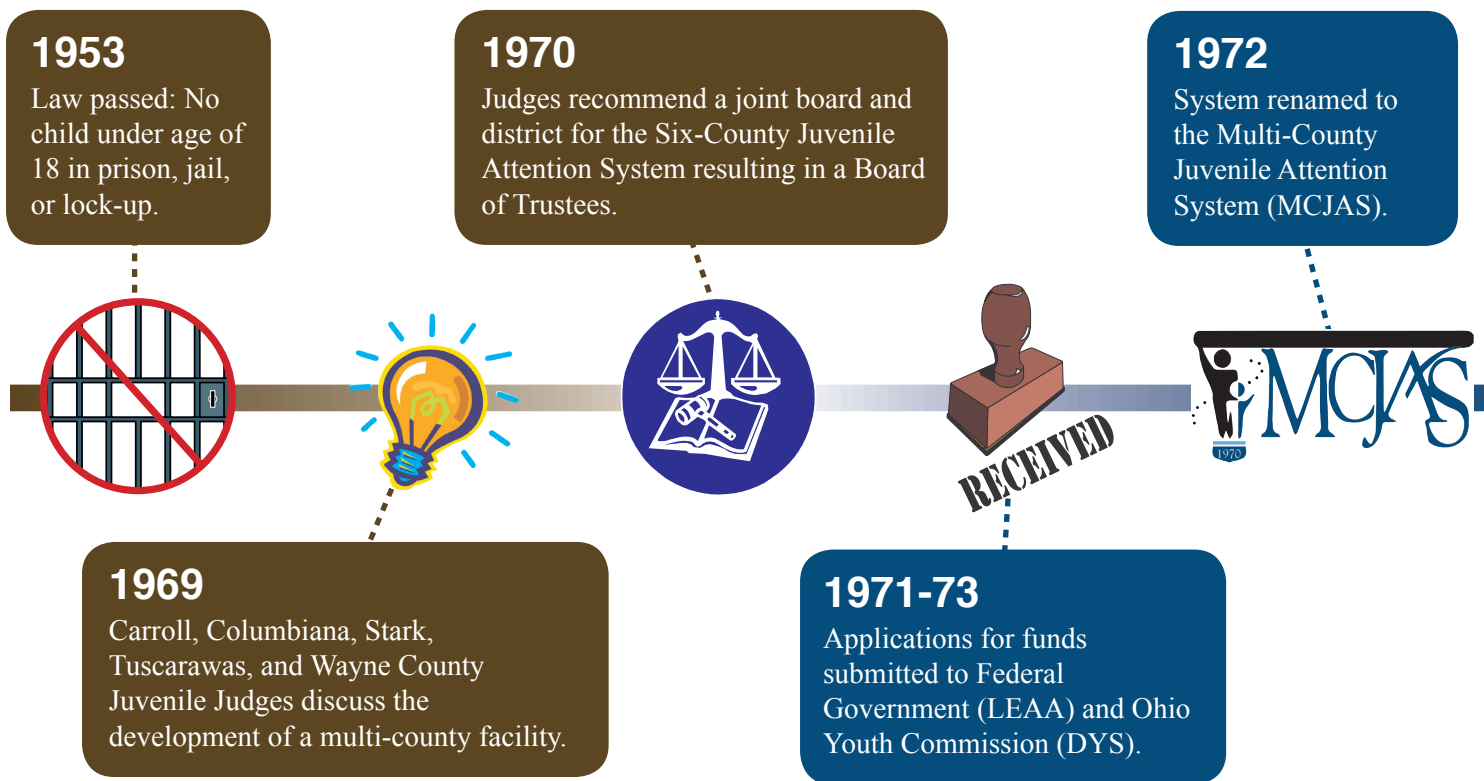 1953
Law passed: No
child under age of
18 in prison, jail,
or lock-up.
1970
Judges recommend a joint board and
district for the Six-County Juvenile
Attention System resulting in a Board
of Trustees.
1972
System renamed to
the Multi-County
Juvenile Attention
System (MCJAS).
RECEIVED
MCJAS
1970
1969
Carroll, Columbiana, Stark,
Tuscarawas, and Wayne County
Juvenile Judges discuss the
development of a multi-county facility.
1971-73
Applications for funds
submitted to Federal
Government (LEAA) and Ohio
Youth Commission (DYS).